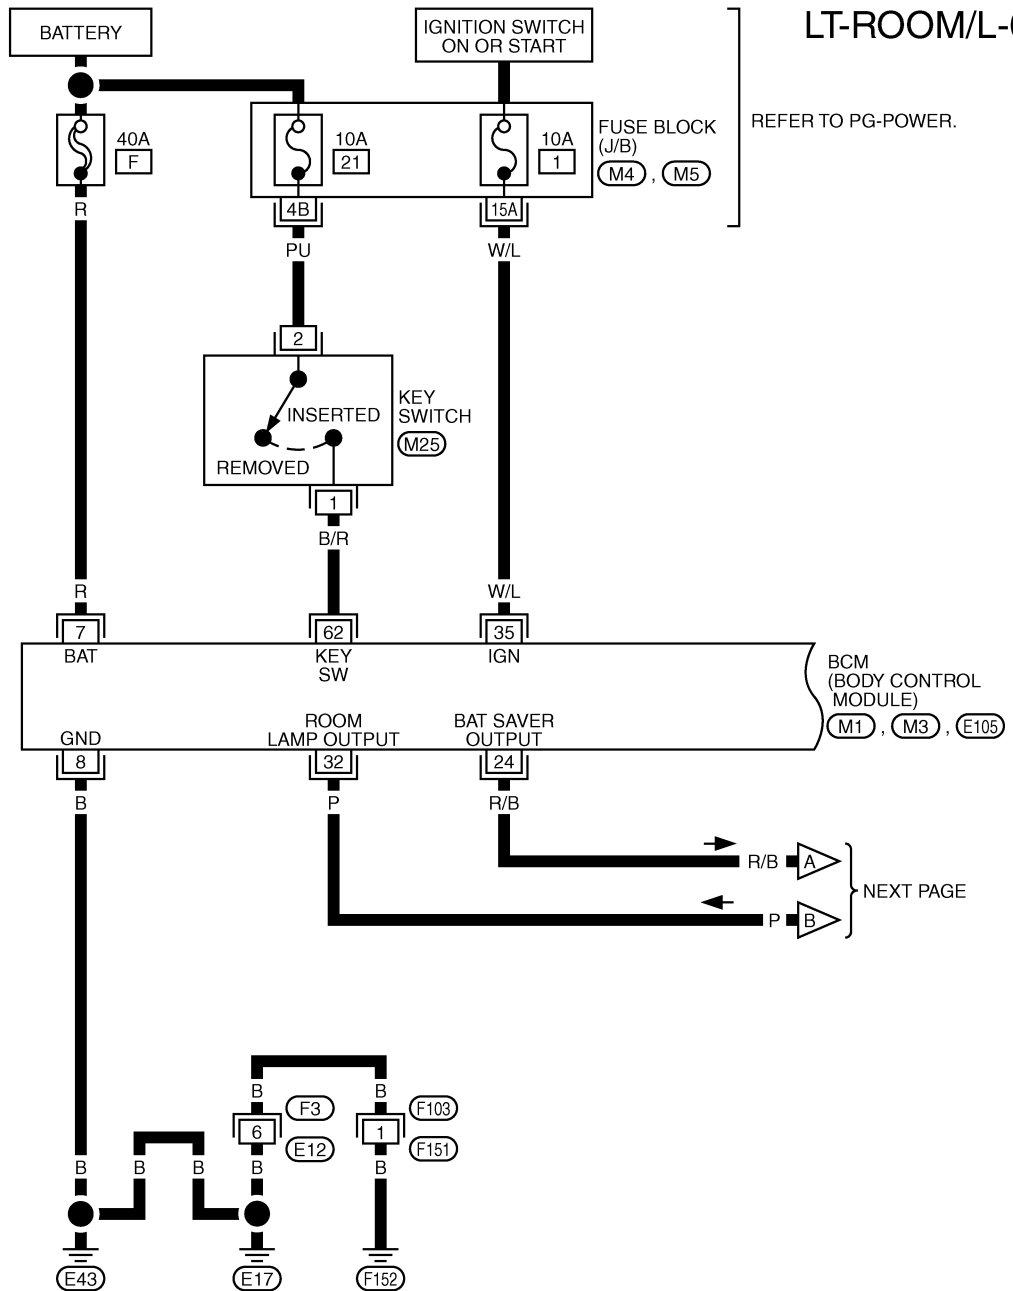 LT-ROOM/L-
BATTERY
IGNITION SWITCH
ON OR START
REFER TO PG-POWER.
40A
F
10A
21
10A
1
FUSE BLOCK
(J/B)
M4 , M5
R
4B
15A
PU
W/L
2
KEY
SWITCH
M25
INSERTED
REMOVED
1
B/R
R
W/L
7
62
35
BAT
KEY
SW
IGN
BCM
(BODY CONTROL
MODULE)
M1 , M3 , E105
GND
ROOM
LAMP OUTPUT
BAT SAVER
OUTPUT
8
32
24
B
P
R/B
R/B
A
NEXT PAGE
P
B
B
B
F3
F103
6
1
E12
F151
B
B
B
B
B
E43
E17
F152